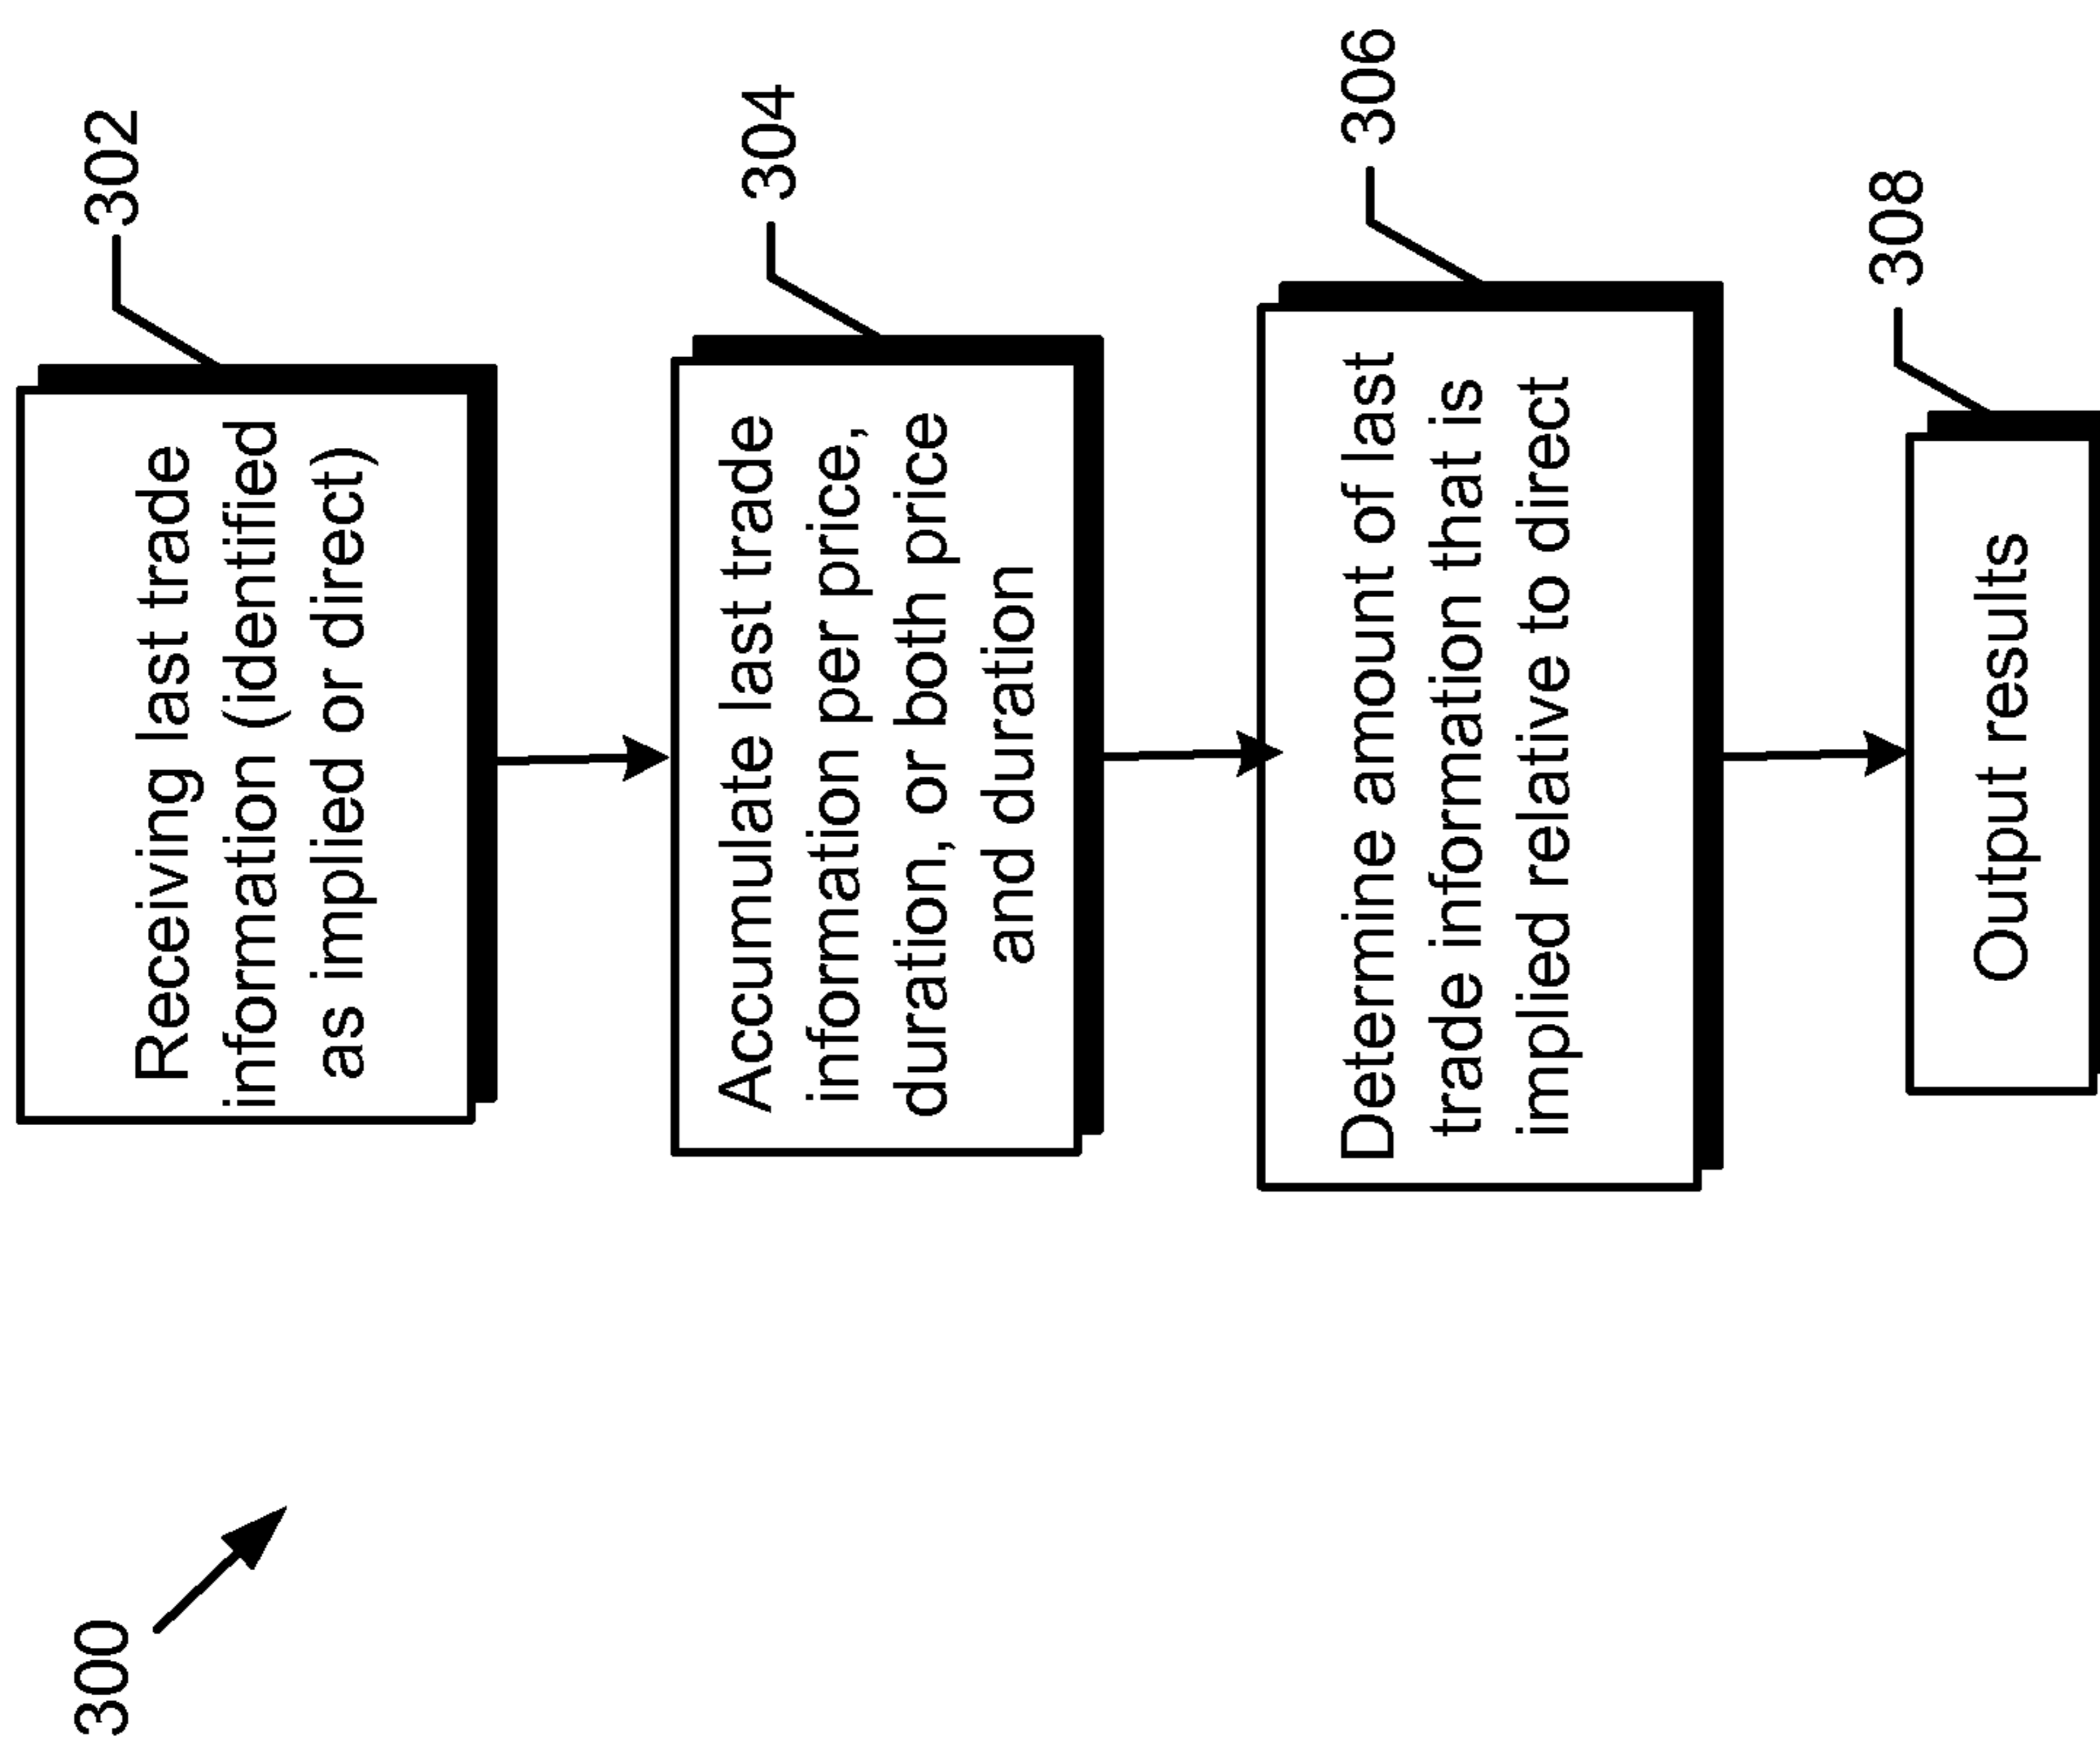 300
302
Receiving last trade
information (identified
as implied or direct)
304
Accumulate last trade
information per price,
duration, or both price
and duration
306
Determine amount of last
trade information that is
implied relative to direct
308
Output results